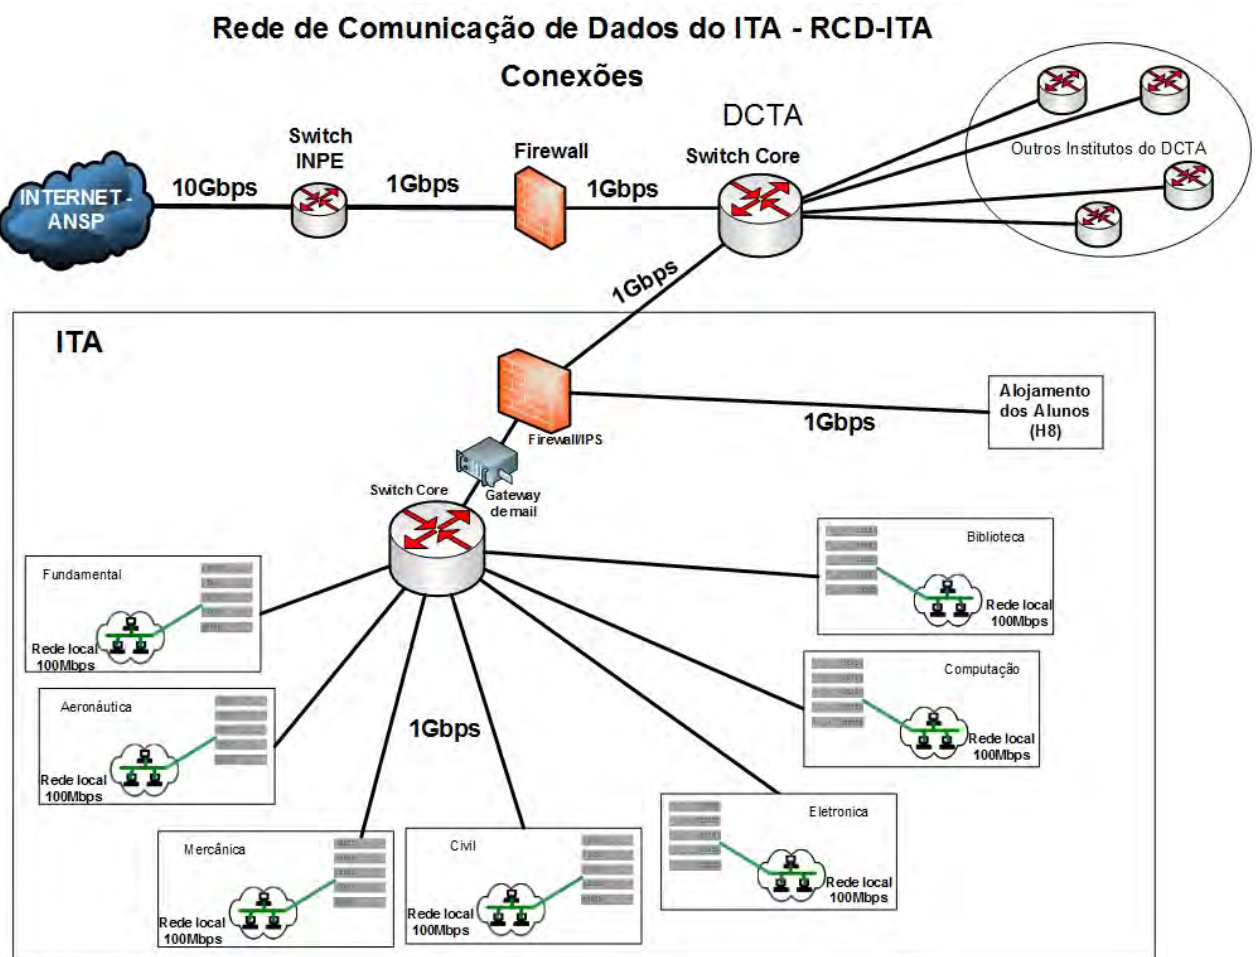 Rede de Comunicação de Dados do ITA - RCD-ITA
Conexões
DCTA
Switch
INPE
Firewall
Switch Core
Outros Institutos do DCTA
INTERNET -
ANSP
10Gbps
1Gbps
1Gbps
1Gbps
ITA
Alojamento
dos Alunos
(H8)
1Gbps
Firewall/IPS
Switch Core
Gateway
de mail
Fundamental
Rede local
100Mbps
Biblioteca
Rede local
100Mbps
Aeronáutica
Rede local
100Mbps
Computação
Rede local
100Mbps
1Gbps
Mercânica
Rede local
100Mbps
Civil
Rede local
100Mbps
Eletronica
Rede local
100Mbps